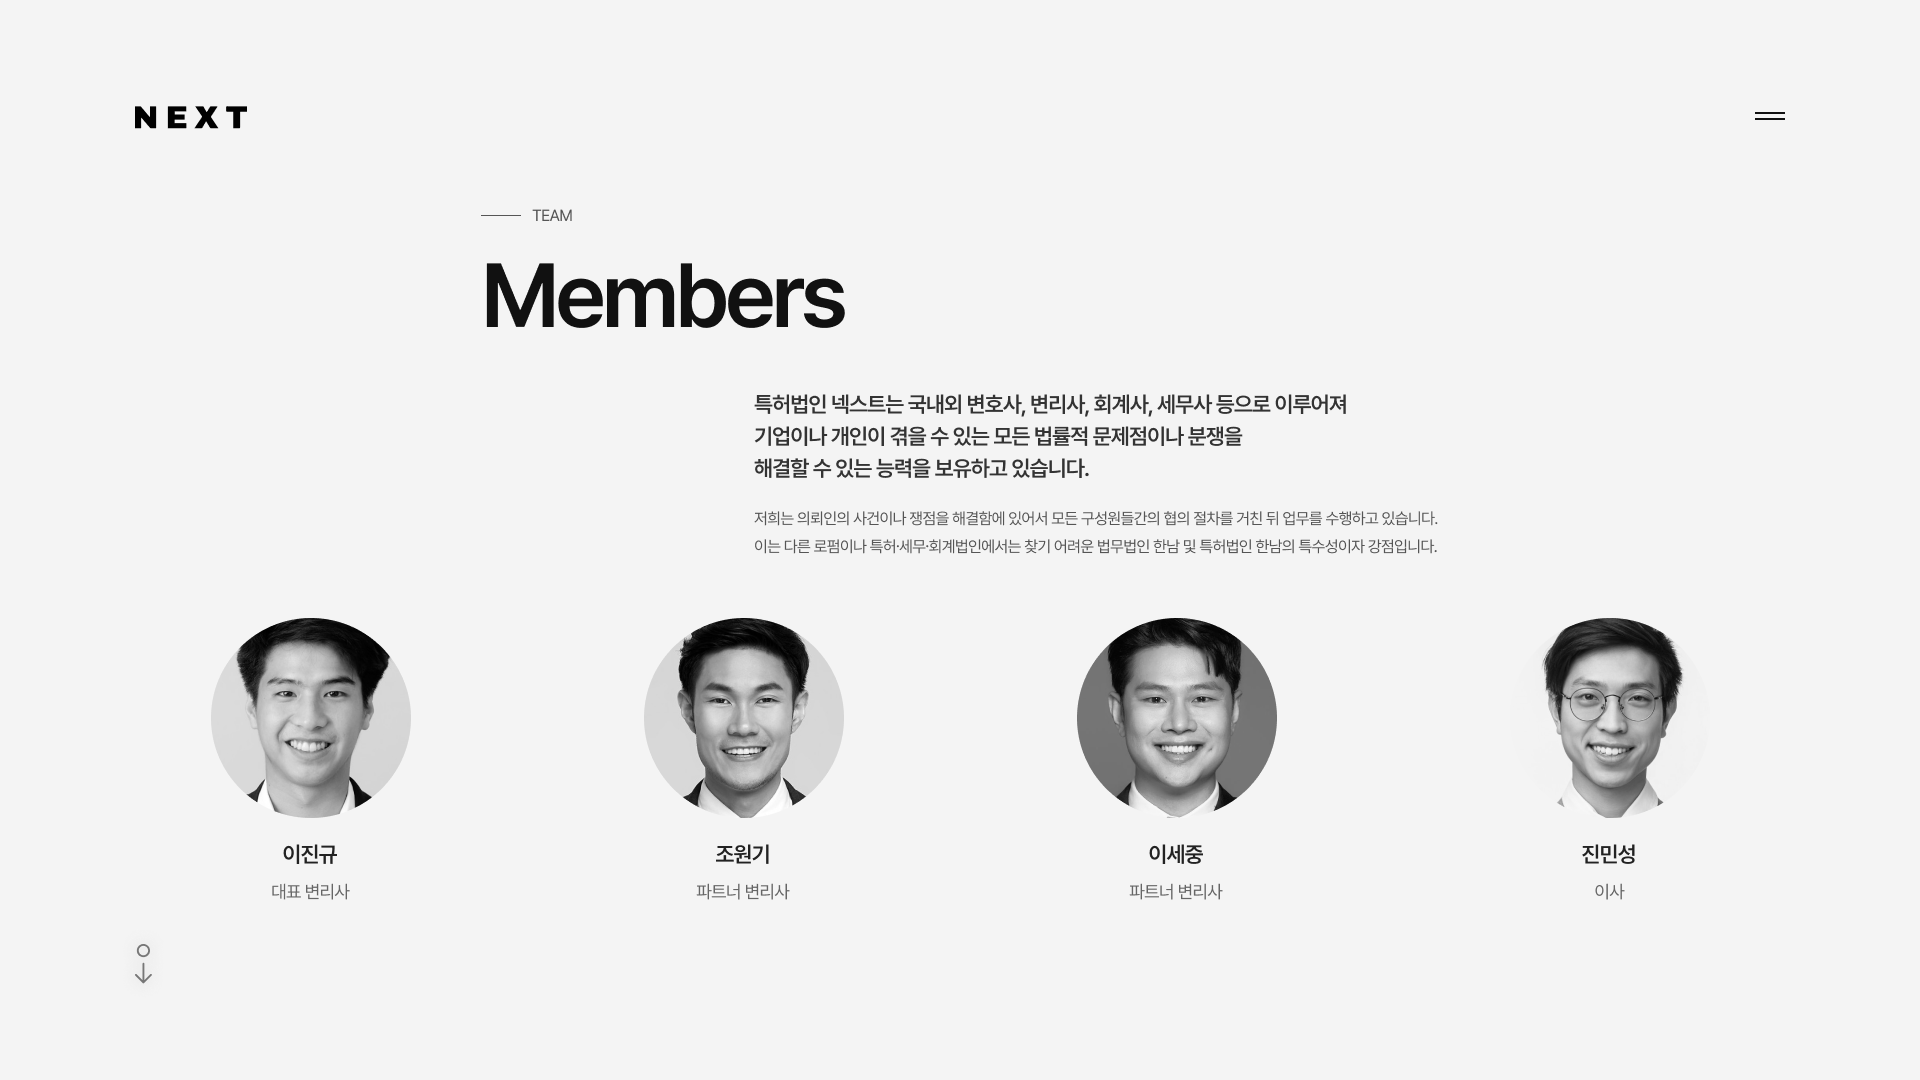 NEXT
TEAM
Members
특허법인 넥스트는 국내외 변호사, 변리사, 회계사, 세무사 등으로 이루어져
기업이나 개인이 겪을 수 있는 모든 법률적 문제점이나 분쟁을
해결할 수 있는 능력을 보유하고 있습니다.
저희는 의뢰인의 사건이나 쟁점을 해결함에 있어서 모든 구성원들간의 협의 절차를 거친 뒤 업무를 수행하고 있습니다.
이는 다른 로펌이나 특허·세무·회계법인에서는 찾기 어려운 법무법인 한남 및 특허법인 한남의 특수성이자 강점입니다.
이진규
대표 변리사
조원기
파트너 변리사
이세중
파트너 변리사
진민성
이사